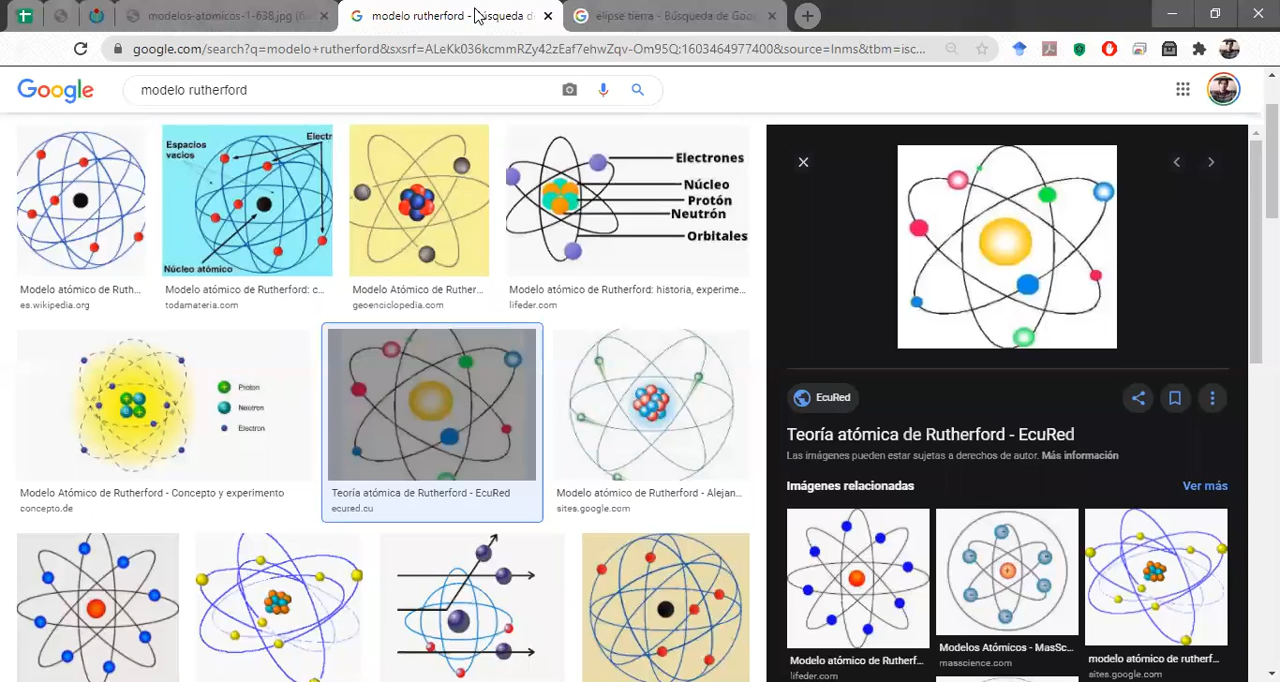 modelos-atomicos-1-638.jpg (6
modelo rutherford - Búsqueda d
elipse tierra - Búsqueda de Goo
google.com/search?q=modelo+rutherford&sxsrf=ALeKk036kcmmRZy42zEaf7ehwZqv-Om95Q:1603464977400&source=lnms&tbm=isc...
Google
modelo rutherford
Espacios
vacios
Electr
Núcleo atómico
Electrones
Núcleo
Protón
Neutrón
Orbitales
Modelo atómico de Ruth...
es.wikipedia.org
Modelo atómico de Rutherford: c...
todamateria.com
Modelo Atómico de Ruther...
geoenciclopedia.com
Modelo atómico de Rutherford: historia, experime...
lifeder.com
Proton
Neutron
Electron
Modelo Atómico de Rutherford - Concepto y experimento
concepto.de
Teoría atómica de Rutherford - EcuRed
ecured.cu
Modelo atómico de Rutherford - Alejan...
sites.google.com
EcuRed
Teoría atómica de Rutherford - EcuRed
Las imágenes pueden estar sujetas a derechos de autor. Más información
Imágenes relacionadas
Ver más
Modelo atómico de Rutherf...
lifeder.com
Modelos Atómicos - MasSc...
masscience.com
modelo atómico de rutherf...
sites.google.com